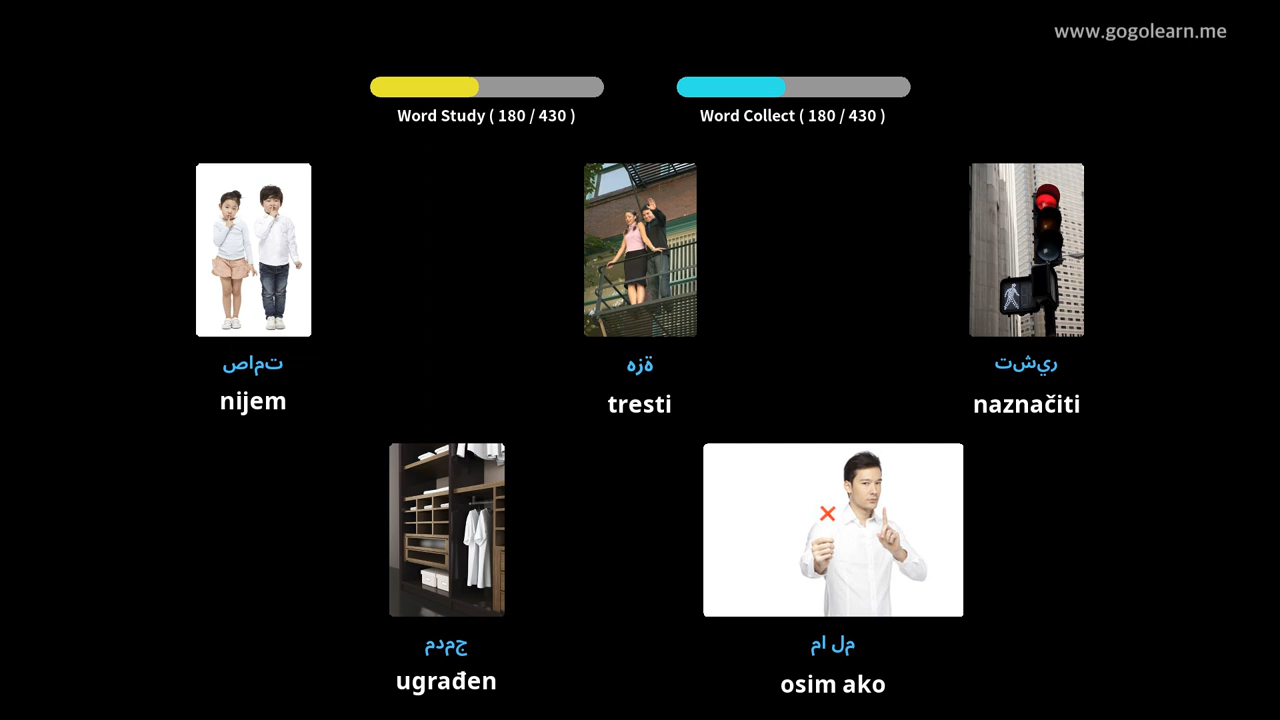 www.gogolearn.me
Word Study ( 180 / 430 )
Word Collect ( 180 / 430 )
تماص
nijem
ةزه
tresti
ريشت
naznačiti
جمدم
ugrađen
مل ام
osim ako